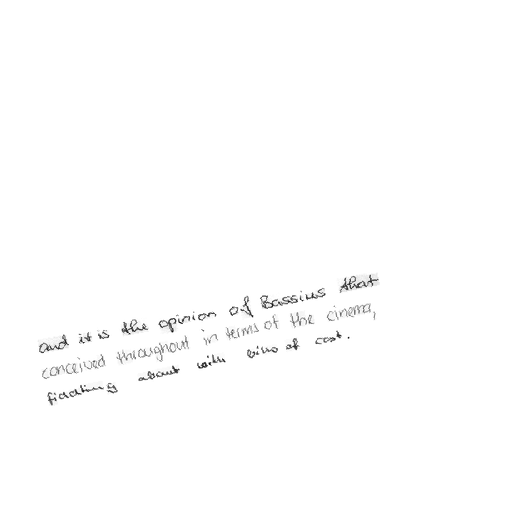 and it is the opinion of Bassius that
conceived throughout in terms of the cinema,
fiddling about with bits of cost.